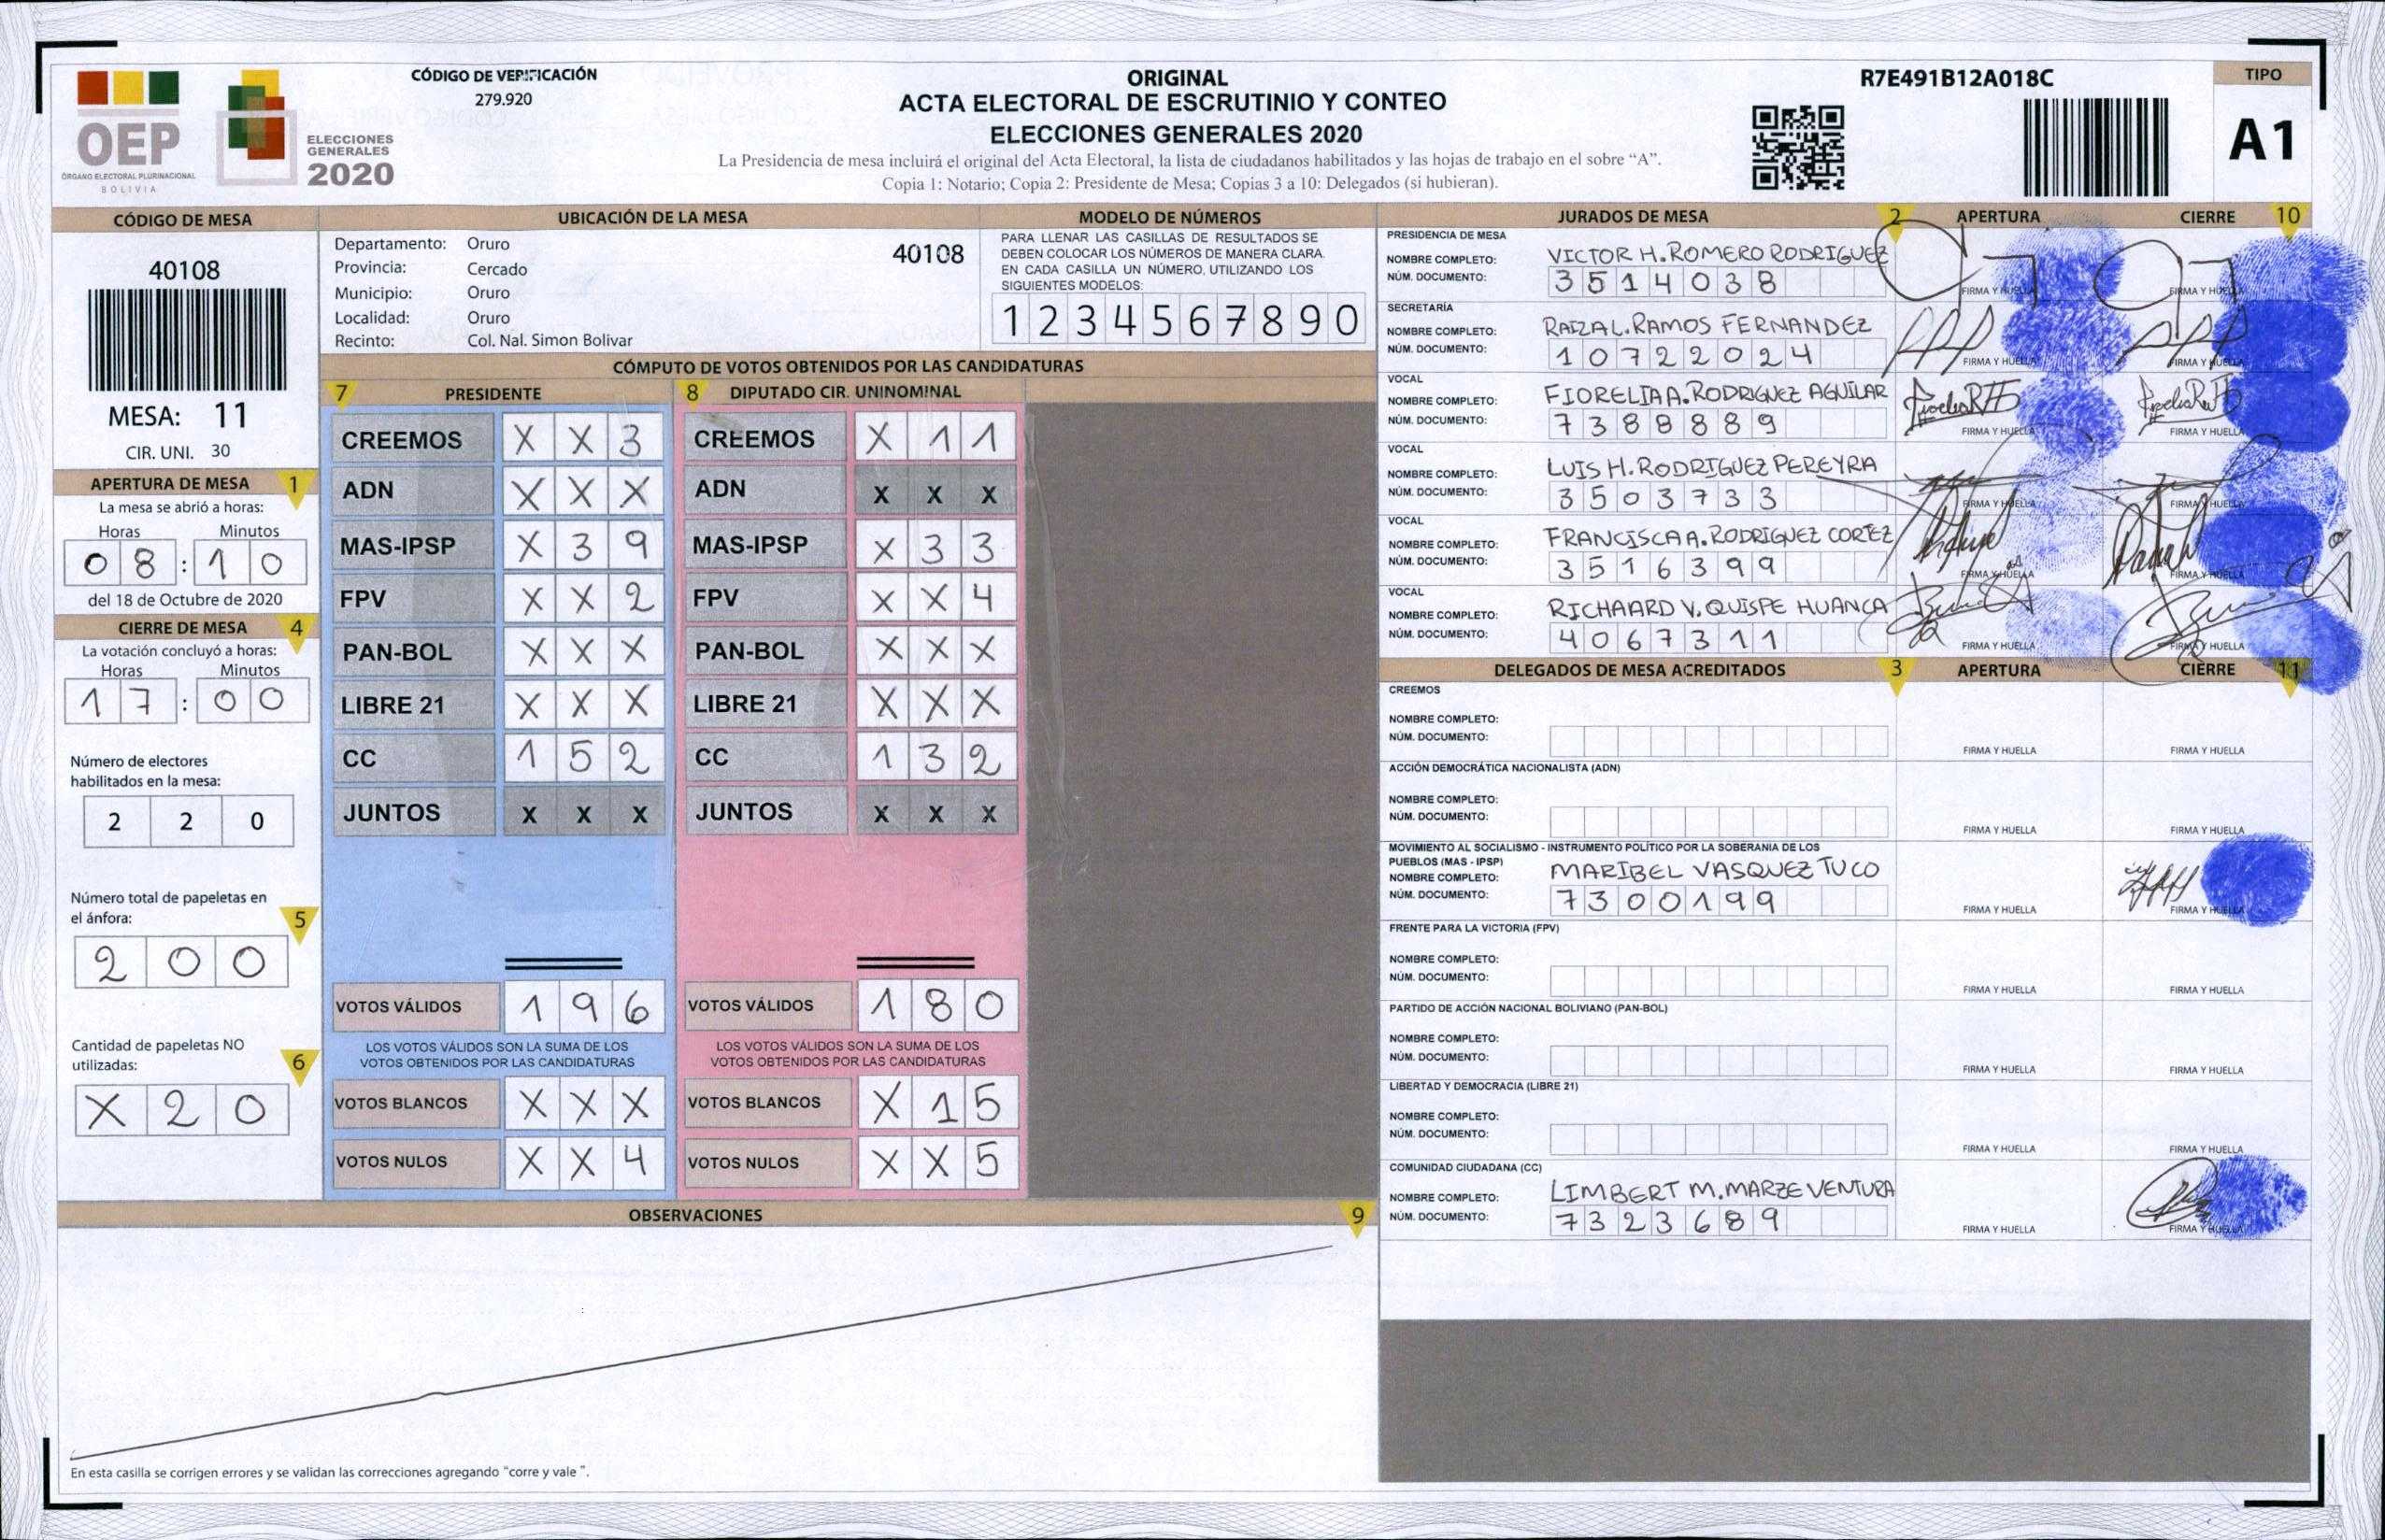 OEP
ÓRGANO ELECTORAL PLURINACIONAL
BOLIVIA
ELECCIONES
GENERALES
2020
CÓDIGO DE VERIFICACIÓN
279.920
ORIGINAL
ACTA ELECTORAL DE ESCRUTINIO Y CONTEO
ELECCIONES GENERALES 2020
La Presidencia de mesa incluirá el original del Acta Electoral, la lista de ciudadanos habilitados y las hojas de trabajo en el sobre “A”.
Copia 1: Notario; Copia 2: Presidente de Mesa; Copias 3 a 10: Delegados (si hubieran).
R7E491B12A018C
TIPO
A1
CÓDIGO DE MESA
40108
MESA: 11
CIR. UNI. 30
APERTURA DE MESA 1
La mesa se abrió a horas:
Horas Minutos
08:10
del 18 de Octubre de 2020
CIERRE DE MESA 4
La votación concluyó a horas:
Horas Minutos
17:00
Número de electores
habilitados en la mesa:
2 2 0
Número total de papeletas en
el ánfora: 5
2 0 0
Cantidad de papeletas NO
utilizadas: 6
X 2 0
UBICACIÓN DE LA MESA
Departamento: Oruro 40108
Provincia: Cercado
Municipio: Oruro
Localidad: Oruro
Recinto: Col. Nal. Simon Bolivar
MODELO DE NÚMEROS
PARA LLENAR LAS CASILLAS DE RESULTADOS SE
DEBEN COLOCAR LOS NÚMEROS DE MANERA CLARA.
EN CADA CASILLA UN NÚMERO, UTILIZANDO LOS
SIGUIENTES MODELOS:
1 2 3 4 5 6 7 8 9 0
CÓMPUTO DE VOTOS OBTENIDOS POR LAS CANDIDATURAS
7 PRESIDENTE
CREEMOS X X 3
ADN X X X
MAS-IPSP X 3 9
FPV X X 2
PAN-BOL X X X
LIBRE 21 X X X
CC 1 5 2
JUNTOS X X X
VOTOS VÁLIDOS 1 9 6
LOS VOTOS VÁLIDOS SON LA SUMA DE LOS
VOTOS OBTENIDOS POR LAS CANDIDATURAS
VOTOS BLANCOS X X X
VOTOS NULOS X X 4
8 DIPUTADO CIR. UNINOMINAL
CREEMOS X 1 1
ADN X X X
MAS-IPSP X 3 3
FPV X X 4
PAN-BOL X X X
LIBRE 21 X X X
CC 1 3 2
JUNTOS X X X
VOTOS VÁLIDOS 1 8 0
LOS VOTOS VÁLIDOS SON LA SUMA DE LOS
VOTOS OBTENIDOS POR LAS CANDIDATURAS
VOTOS BLANCOS X 1 5
VOTOS NULOS X X 5
OBSERVACIONES 9
En esta casilla se corrigen errores y se validan las correcciones agregando “corre y vale ”.
JURADOS DE MESA 2 APERTURA CIERRE 10
PRESIDENCIA DE MESA
NOMBRE COMPLETO: VICTOR H. ROMERO RODRIGUEZ
NÚM. DOCUMENTO: 3514038
FIRMA Y HUELLA FIRMA Y HUELLA
SECRETARÍA
NOMBRE COMPLETO: RAIZA L. RAMOS FERNANDEZ
NÚM. DOCUMENTO: 10722024
FIRMA Y HUELLA FIRMA Y HUELLA
VOCAL
NOMBRE COMPLETO: FIORELIA A. RODRIGUEZ AGUILAR
NÚM. DOCUMENTO: 7388889
FIRMA Y HUELLA FIRMA Y HUELLA
VOCAL
NOMBRE COMPLETO: LUIS H. RODRIGUEZ PEREYRA
NÚM. DOCUMENTO: 3503733
FIRMA Y HUELLA FIRMA Y HUELLA
VOCAL
NOMBRE COMPLETO: FRANCISCA A. RODRIGUEZ CORTEZ
NÚM. DOCUMENTO: 3516399
FIRMA Y HUELLA FIRMA Y HUELLA
VOCAL
NOMBRE COMPLETO: RICHAARD V. QUISPE HUANCA
NÚM. DOCUMENTO: 4067311
FIRMA Y HUELLA FIRMA Y HUELLA
DELEGADOS DE MESA ACREDITADOS 3 APERTURA CIERRE 11
CREEMOS
NOMBRE COMPLETO:
NÚM. DOCUMENTO:
FIRMA Y HUELLA FIRMA Y HUELLA
ACCIÓN DEMOCRÁTICA NACIONALISTA (ADN)
NOMBRE COMPLETO:
NÚM. DOCUMENTO:
FIRMA Y HUELLA FIRMA Y HUELLA
MOVIMIENTO AL SOCIALISMO - INSTRUMENTO POLÍTICO POR LA SOBERANIA DE LOS
PUEBLOS (MAS - IPSP)
NOMBRE COMPLETO: MARIBEL VASQUEZ TUCO
NÚM. DOCUMENTO: 7300199
FIRMA Y HUELLA FIRMA Y HUELLA
FRENTE PARA LA VICTORIA (FPV)
NOMBRE COMPLETO:
NÚM. DOCUMENTO:
FIRMA Y HUELLA FIRMA Y HUELLA
PARTIDO DE ACCIÓN NACIONAL BOLIVIANO (PAN-BOL)
NOMBRE COMPLETO:
NÚM. DOCUMENTO:
FIRMA Y HUELLA FIRMA Y HUELLA
LIBERTAD Y DEMOCRACIA (LIBRE 21)
NOMBRE COMPLETO:
NÚM. DOCUMENTO:
FIRMA Y HUELLA FIRMA Y HUELLA
COMUNIDAD CIUDADANA (CC)
NOMBRE COMPLETO: LIMBERT M. MARZE VENTURA
NÚM. DOCUMENTO: 7323689
FIRMA Y HUELLA FIRMA Y HUELLA